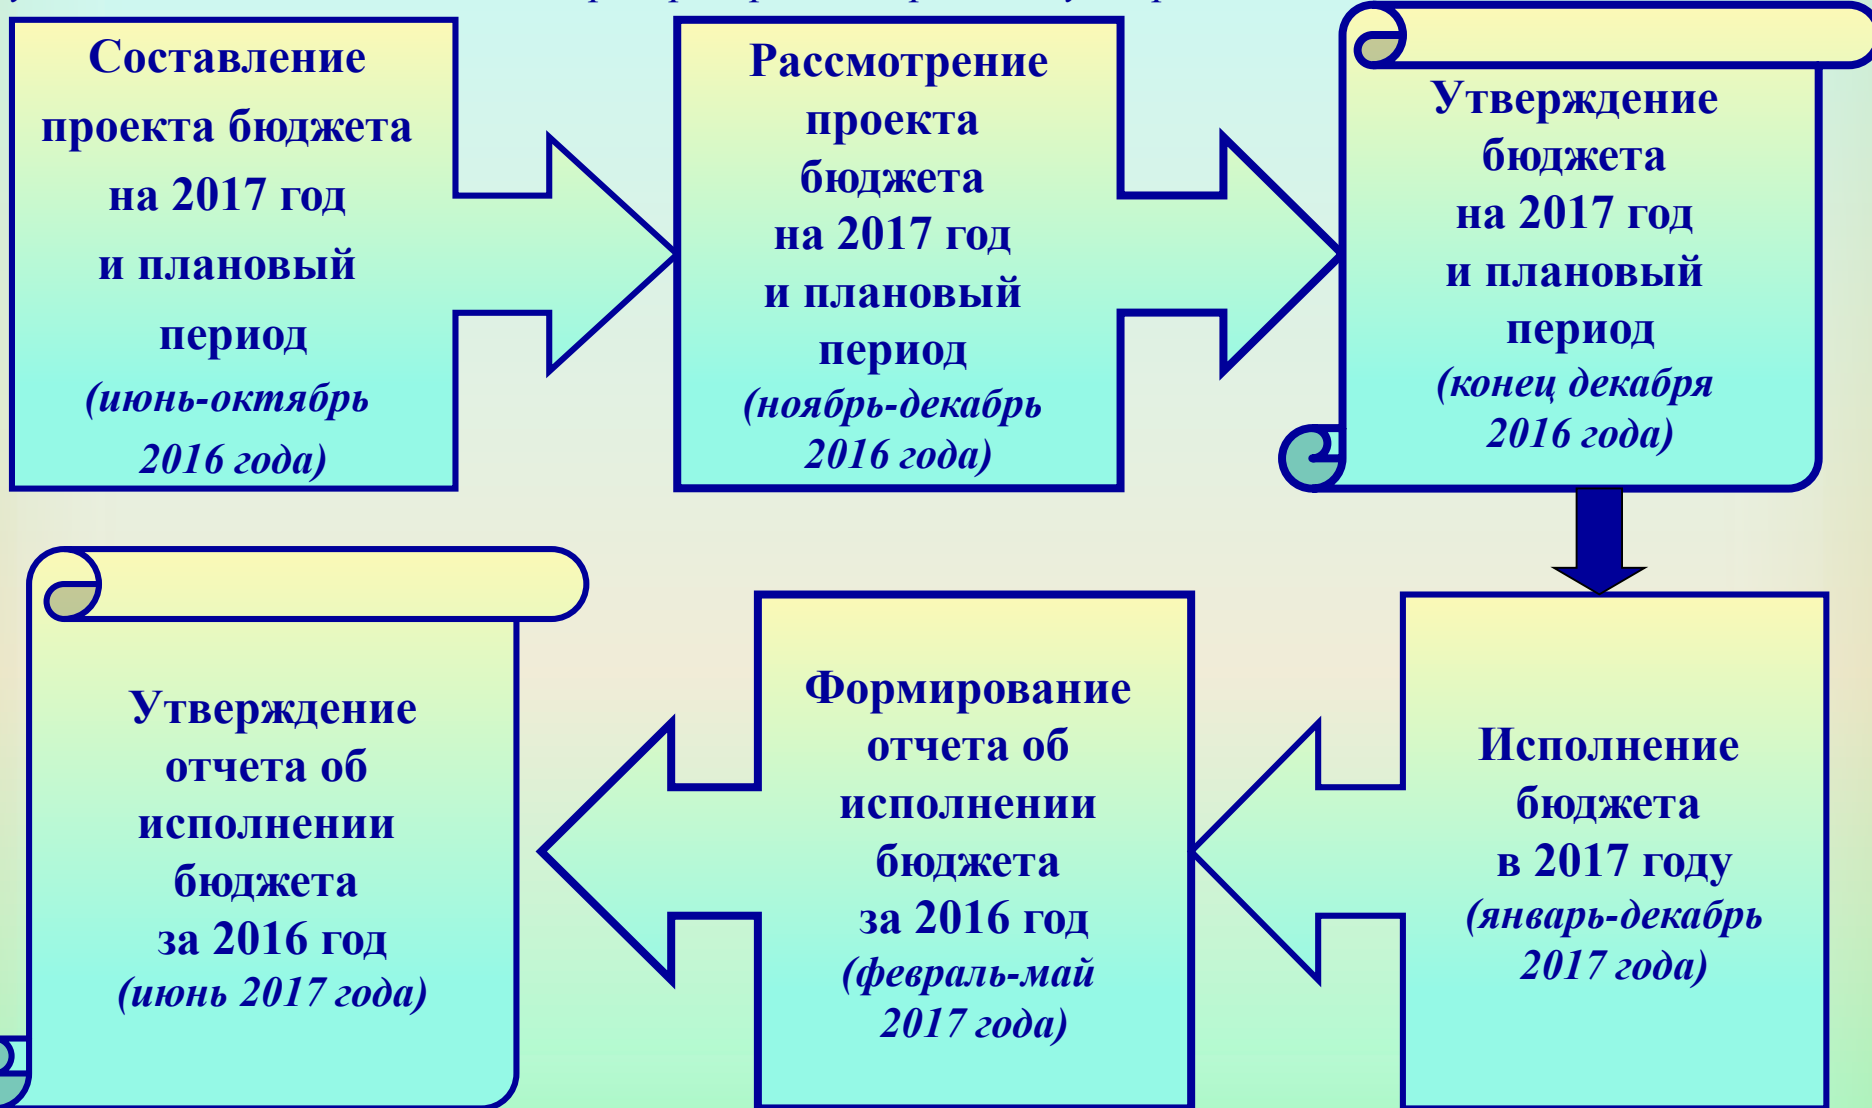 Составление
проекта бюджета
на 2017 год
и плановый
период
(июнь-октябрь
2016 года)
Рассмотрение
проекта
бюджета
на 2017 год
и плановый
период
(ноябрь-декабрь
2016 года)
Утверждение
бюджета
на 2017 год
и плановый
период
(конец декабря
2016 года)
Исполнение
бюджета
в 2017 году
(январь-декабрь
2017 года)
Формирование
отчета об
исполнении
бюджета
за 2016 год
(февраль-май
2017 года)
Утверждение
отчета об
исполнении
бюджета
за 2016 год
(июнь 2017 года)